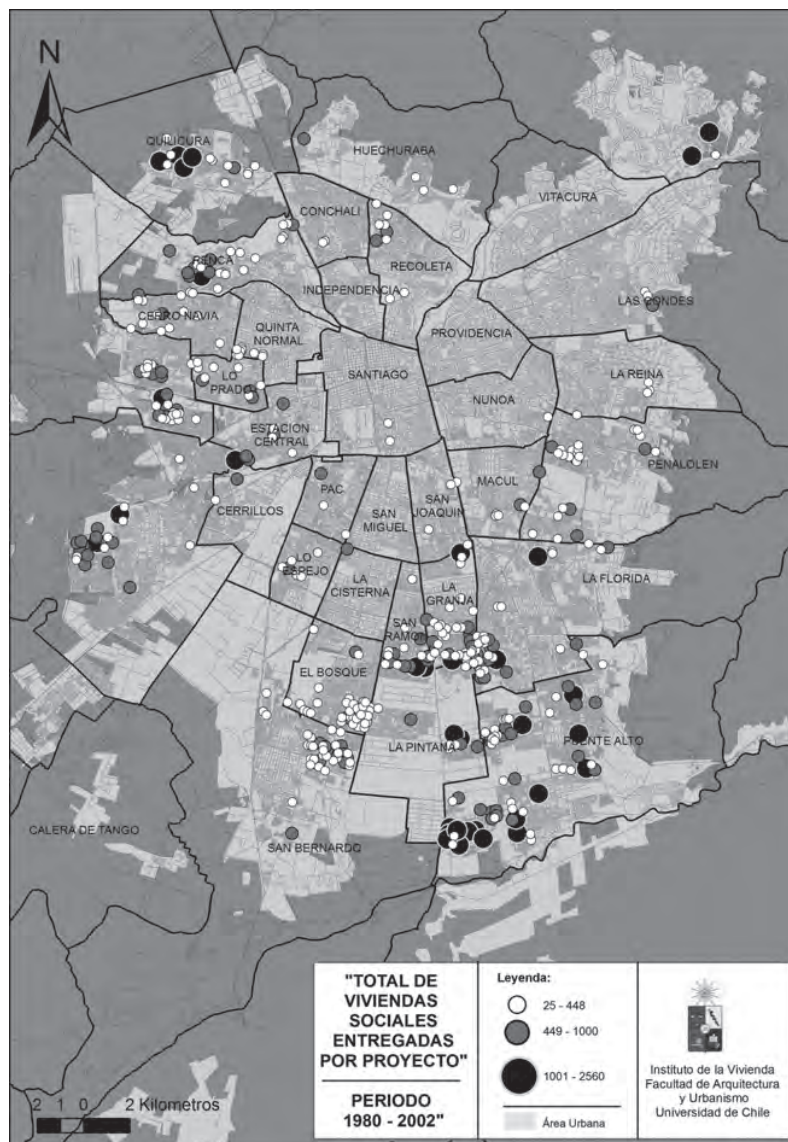 N
QUILICURA
HUECHURABA
VITACURA
CONCHALI
RECOLETA
RENCA
INDEPENDENCIA
LAS CONDES
CERRO NAVIA
QUINTA
NORMAL
PROVIDENCIA
LO
PRADO
SANTIAGO
LA REINA
NUNOA
ESTACION
CENTRAL
PENALOLEN
MACUL
PAC
SAN
JOAQUIN
CERRILLOS
SAN
MIGUEL
LO
ESPEJO
LA
CISTERNA
LA
GRANJA
LA FLORIDA
SAN
RAMON
EL BOSQUE
LA PINTANA
PUENTE ALTO
CALERA DE TANGO
SAN BERNARDO
"TOTAL DE
VIVIENDAS
SOCIALES
ENTREGADAS
POR PROYECTO"
PERIODO
1980 - 2002"
Leyenda:
25 - 448
449 - 1000
1001 - 2560
Área Urbana
Instituto de la Vivienda
Facultad de Arquitectura
y Urbanismo
Universidad de Chile
2 1 0 2 Kilometros